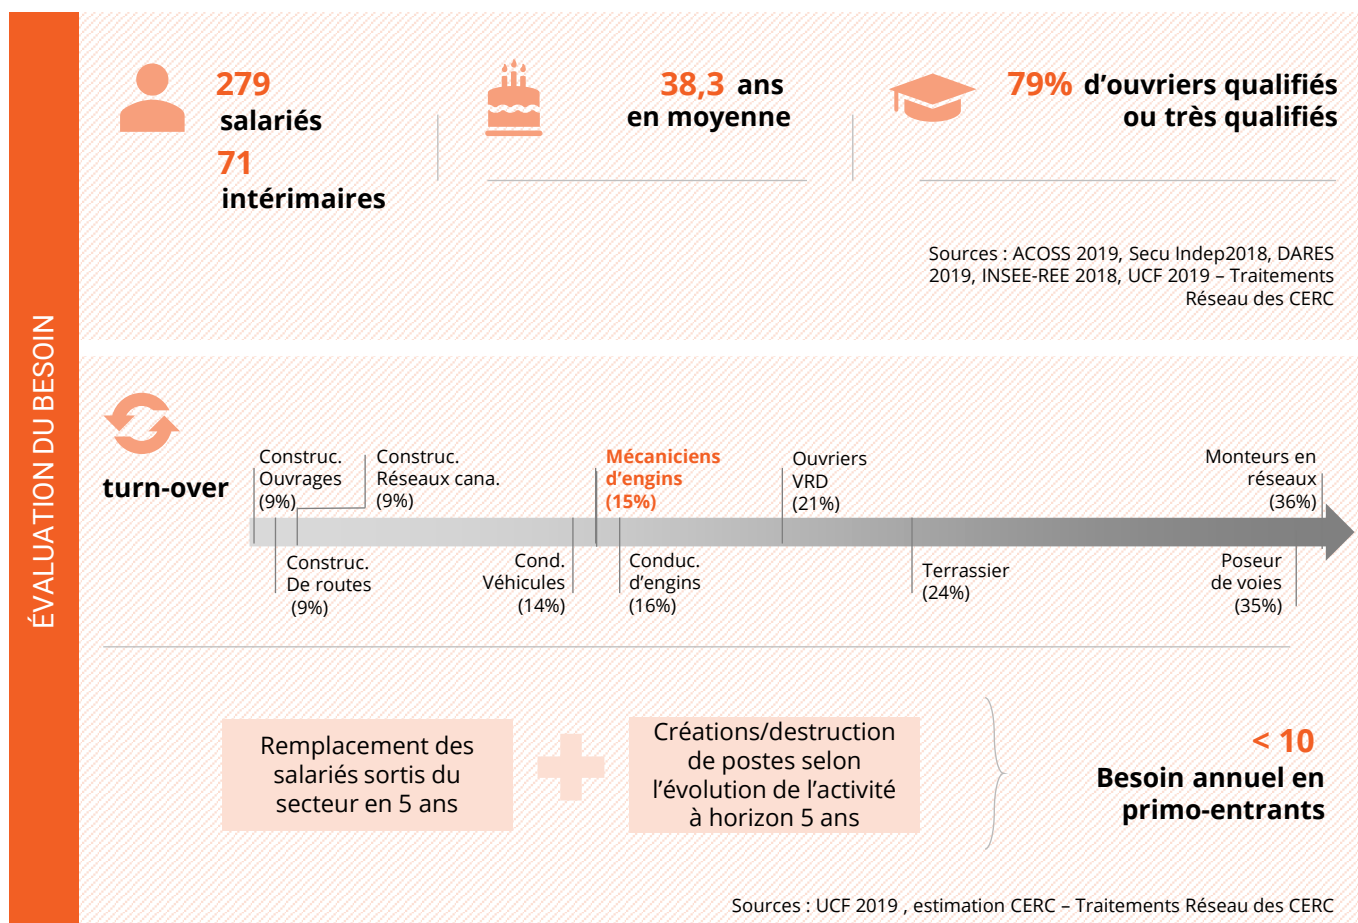 ÉVALUATION DU BESOIN
279
salariés
71
intérimaires
38,3 ans
en moyenne
79% d’ouvriers qualifiés
ou très qualifiés
Sources : ACOSS 2019, Secu Indep2018, DARES
2019, INSEE-REE 2018, UCF 2019 – Traitements
Réseau des CERC
turn-over
Construc.
Ouvrages
(9%)
Construc.
Réseaux cana.
(9%)
Mécaniciens
d’engins
(15%)
Ouvriers
VRD
(21%)
Monteurs en
réseaux
(36%)
Construc.
De routes
(9%)
Cond.
Véhicules
(14%)
Conduc.
d’engins
(16%)
Terrassier
(24%)
Poseur
de voies
(35%)
Remplacement des
salariés sortis du
secteur en 5 ans
Créations/destruction
de postes selon
l’évolution de l’activité
à horizon 5 ans
< 10
Besoin annuel en
primo-entrants
Sources : UCF 2019 , estimation CERC – Traitements Réseau des CERC